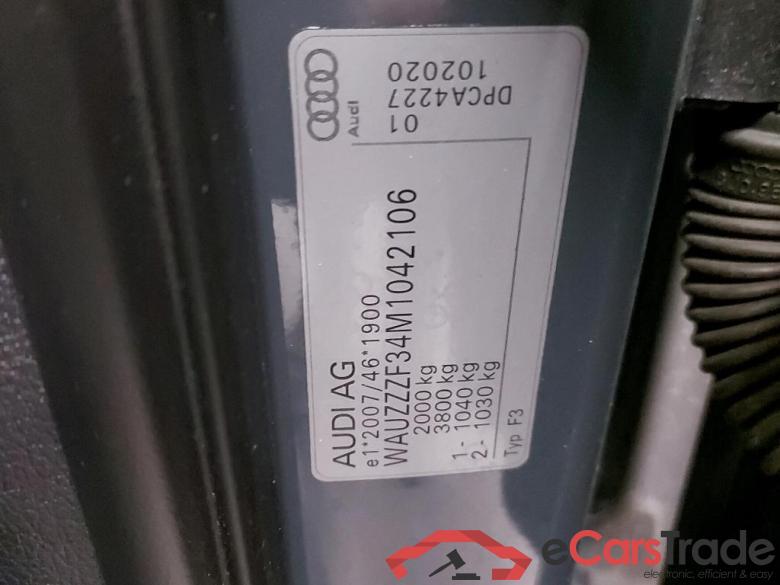 AUDI AG
e1*2007/46*1900
WAUZZZF34M1042106
2000 kg
3800 kg
1- 1040 kg
2- 1030 kg
Typ F3
Audi
01
DPCA4227
102020
eCarsTrade
electronic, efficient & easy